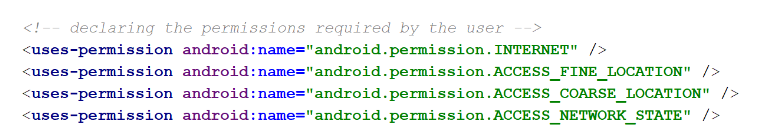 <!-- declaring the permissions required by the user -->
<uses-permission android:name="android.permission.INTERNET" />
<uses-permission android:name="android.permission.ACCESS_FINE_LOCATION" />
<uses-permission android:name="android.permission.ACCESS_COARSE_LOCATION" />
<uses-permission android:name="android.permission.ACCESS_NETWORK_STATE" />